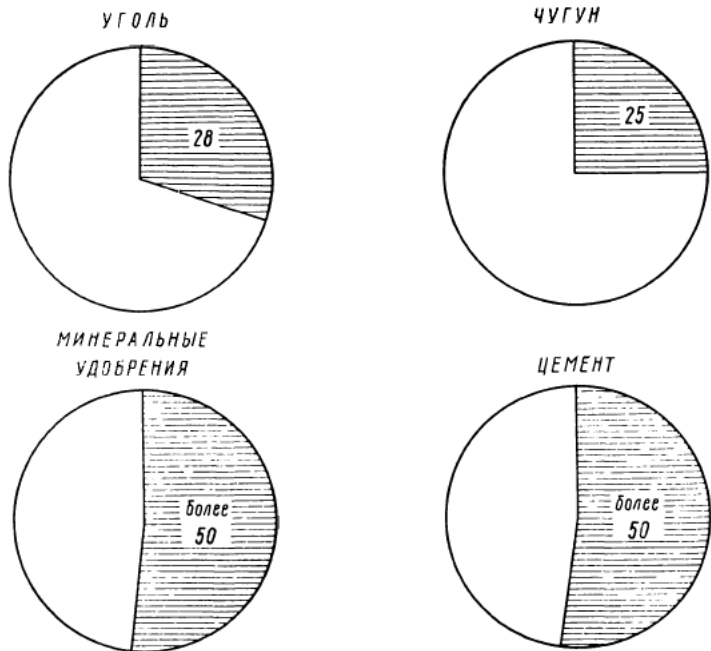 УГОЛЬ
28
ЧУГУН
25
МИНЕРАЛЬНЫЕ
УДОБРЕНИЯ
более
50
ЦЕМЕНТ
более
50